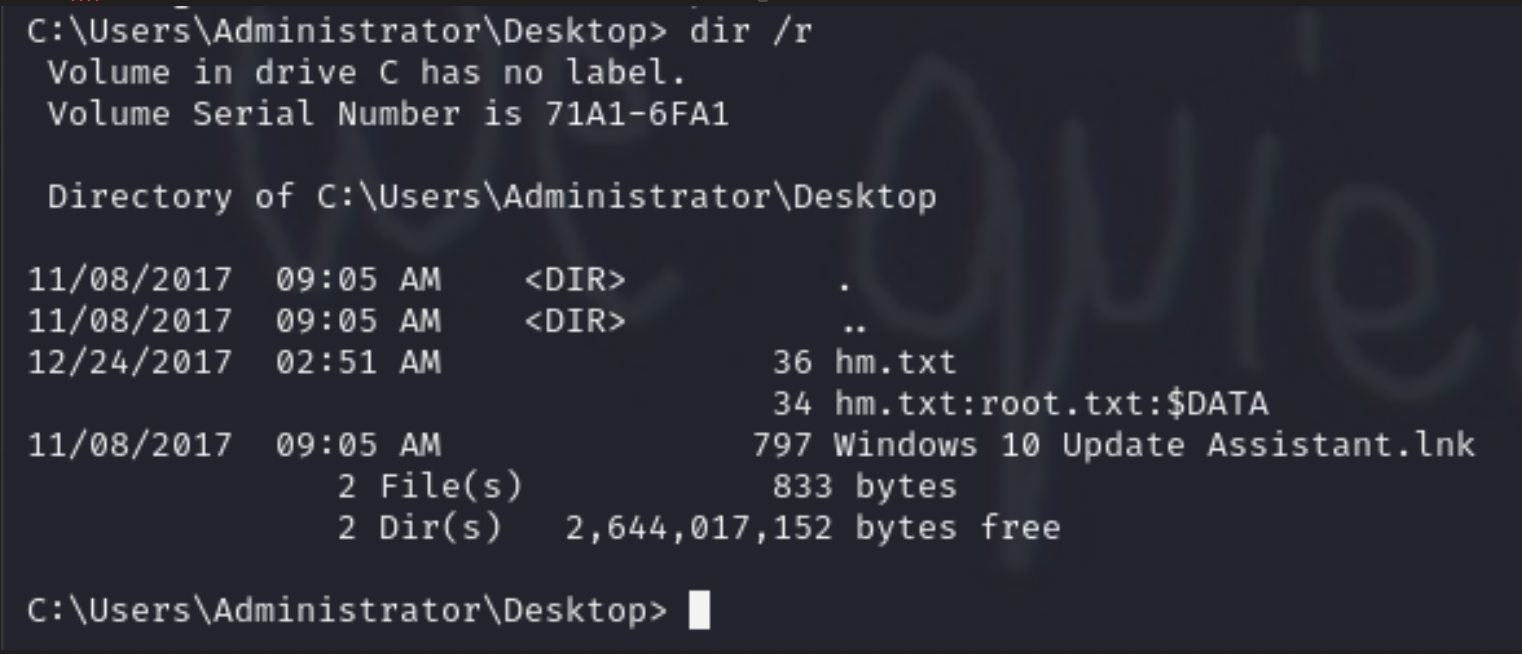 C:\Users\Administrator\Desktop> dir /r
Volume in drive C has no label.
Volume Serial Number is 71A1-6FA1
Directory of C:\Users\Administrator\Desktop
11/08/2017  09:05 AM    <DIR>          .
11/08/2017  09:05 AM    <DIR>          ..
12/24/2017  02:51 AM                36 hm.txt
34 hm.txt:root.txt:$DATA
11/08/2017  09:05 AM               797 Windows 10 Update Assistant.lnk
2 File(s)            833 bytes
2 Dir(s)   2,644,017,152 bytes free
C:\Users\Administrator\Desktop>